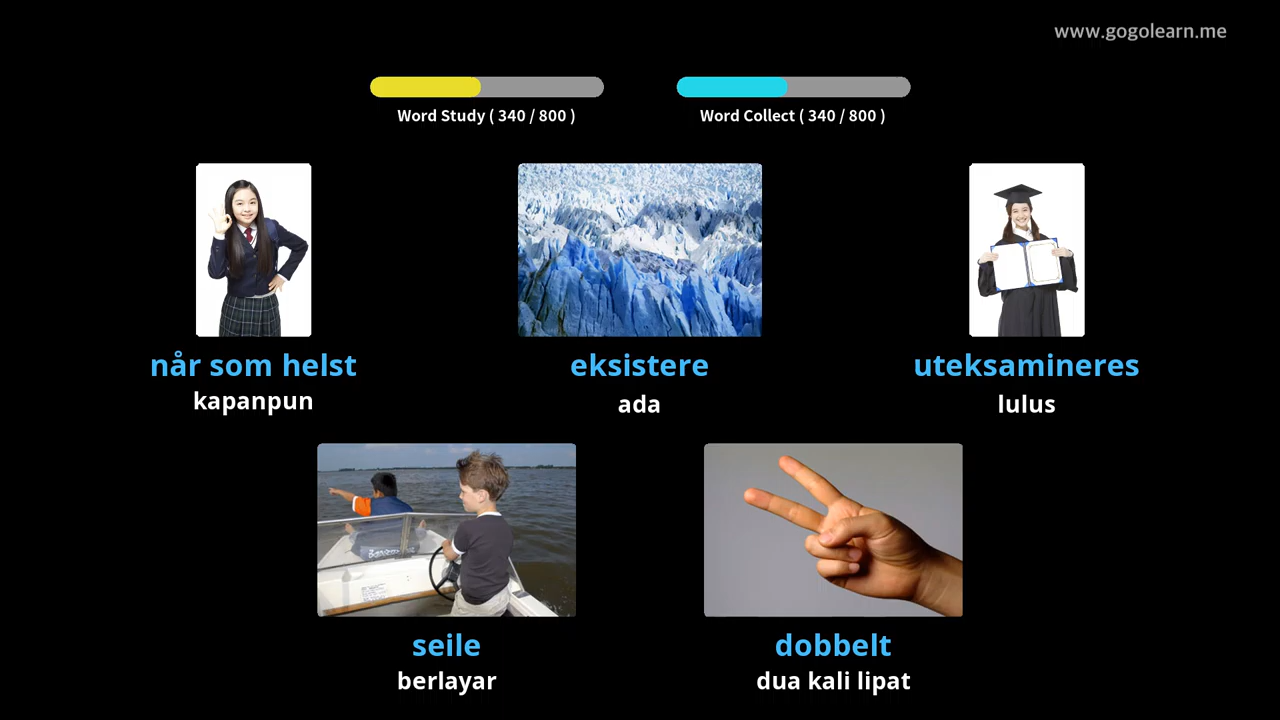 www.gogolearn.me
Word Study ( 340 / 800 )
Word Collect ( 340 / 800 )
når som helst
kapanpun
eksistere
ada
uteksamineres
lulus
seile
berlayar
dobbelt
dua kali lipat